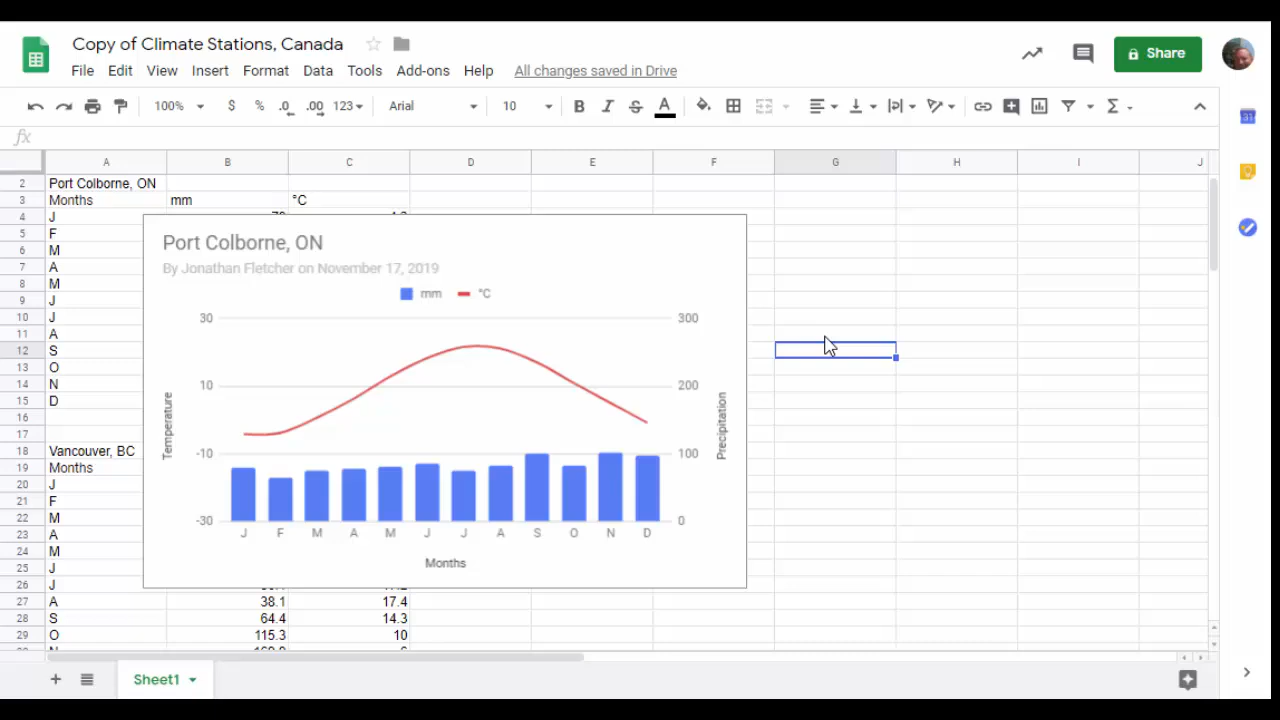 Copy of Climate Stations, Canada
Share
File Edit View Insert Format Data Tools Add-ons Help All changes saved in Drive
100% $ % .0 .00 123 Arial 10 B I S A Σ
fx
A B C D E F G H I J
2 Port Colborne, ON
3 Months mm °C
4 J
5 F
6 M
7 A
8 M
9 J
10 J
11 A
12 S
13 O
14 N
15 D
16
17
18 Vancouver, BC
19 Months
20 J
21 F
22 M
23 A
24 M
25 J
26 J
27 A 38.1 17.4
28 S 64.4 14.3
29 O 115.3 10
Port Colborne, ON
By Jonathan Fletcher on November 17, 2019
mm °C
30 300
10 200
-10 100
-30 0
Temperature
Precipitation
J F M A M J J A S O N D
Months
Sheet1
31